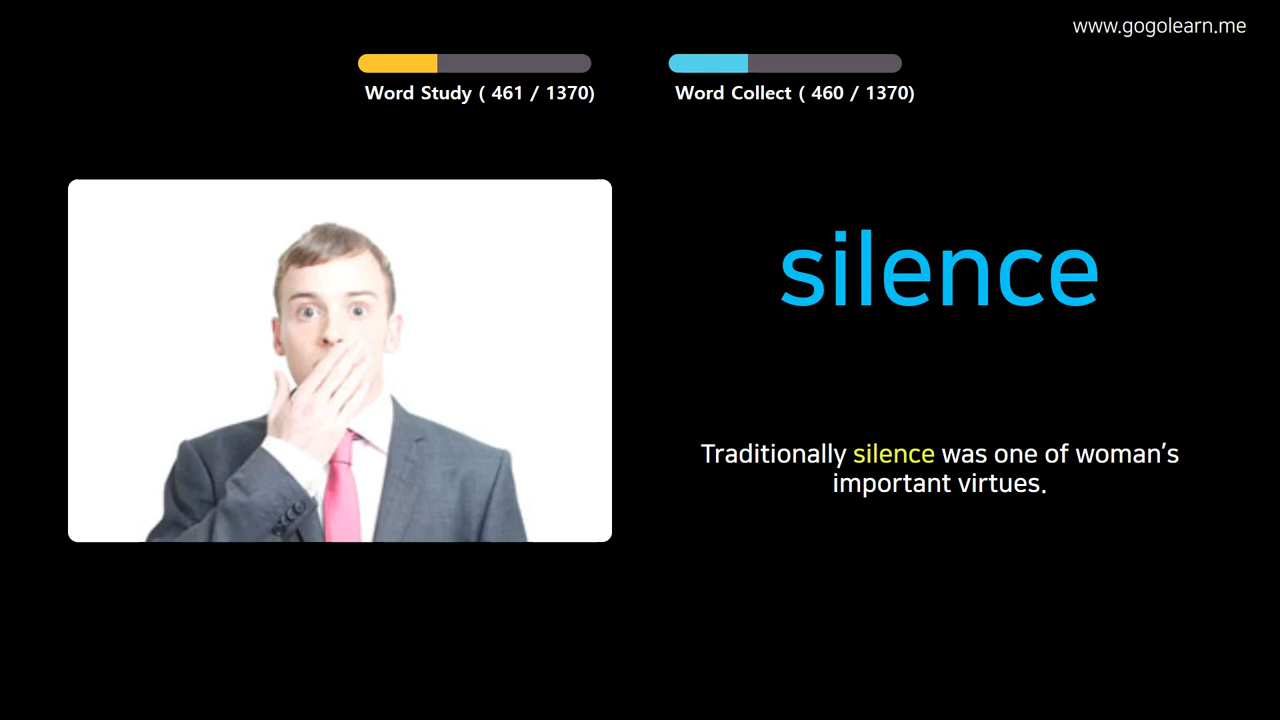 www.gogolearn.me
Word Study ( 461 / 1370)
Word Collect ( 460 / 1370)
silence
Traditionally silence was one of woman's
important virtues.